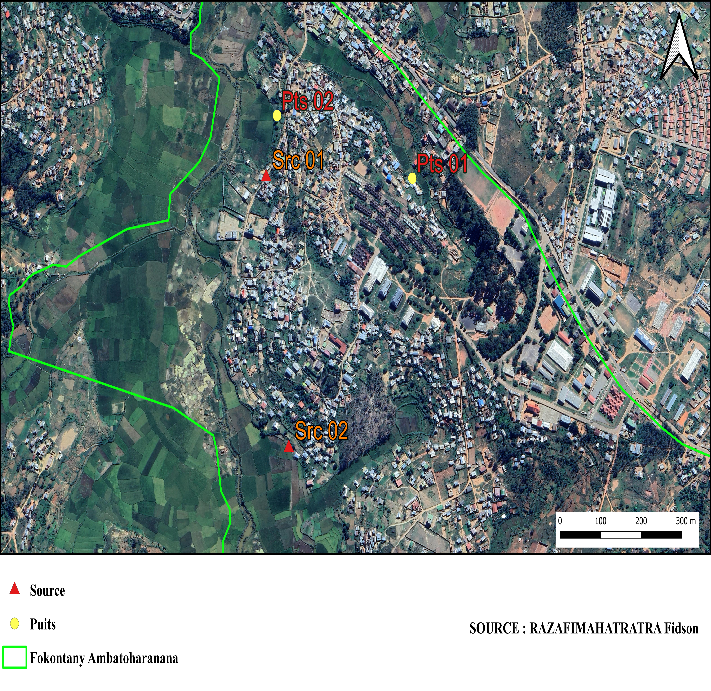 Pts 02
Src 01
Pts 01
Src 02
0 100 200 300 m
Source
Puits
SOURCE : RAZAFIMAHATRATRA Fidson
Fokontany Ambatoharanana